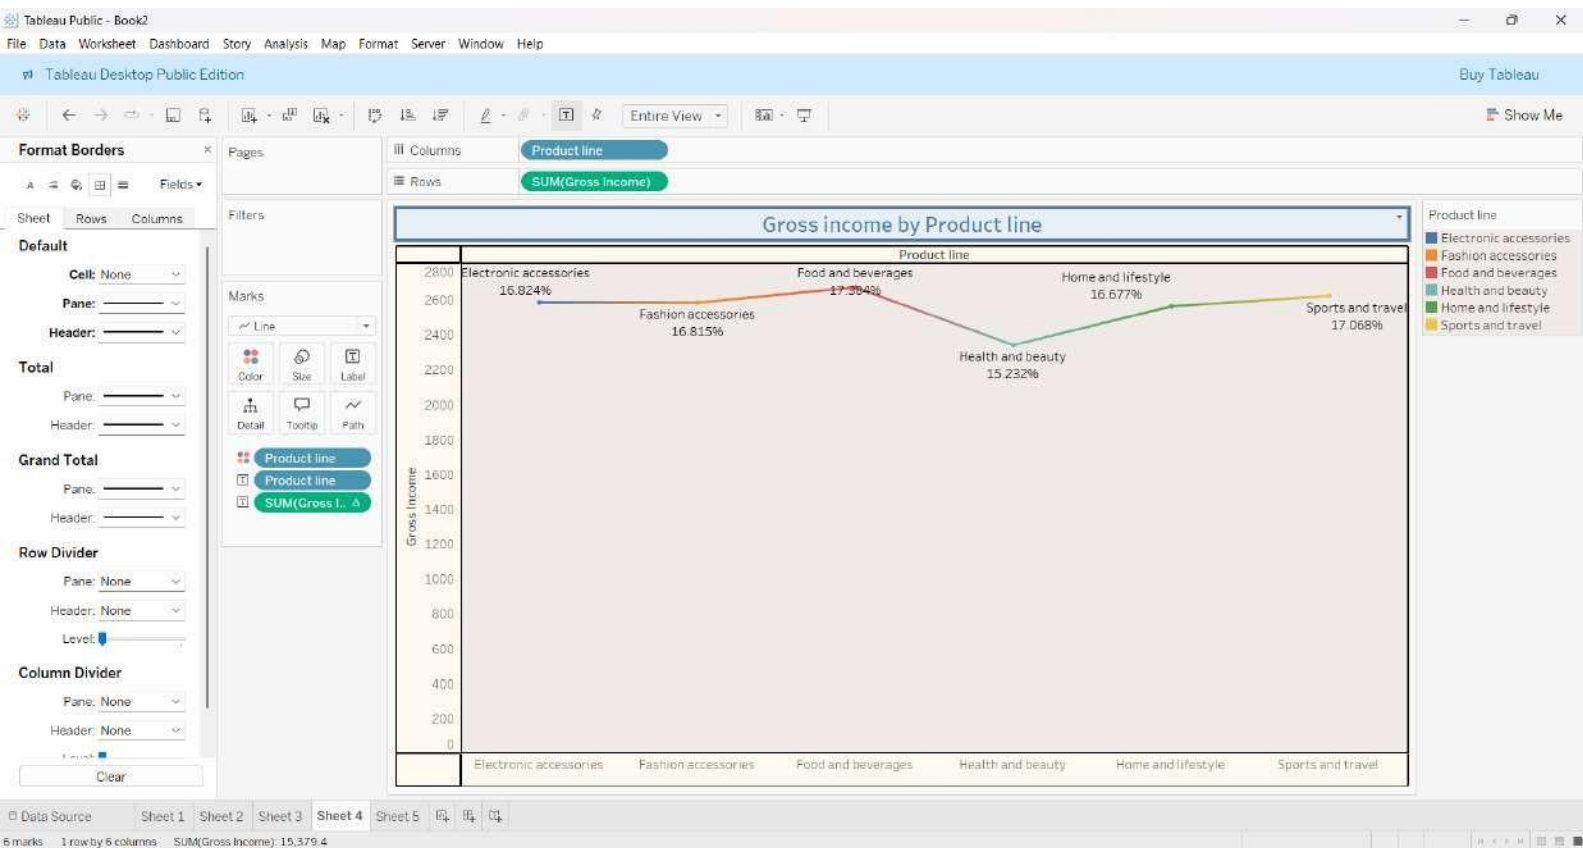 Tableau Public - Book2
File Data Worksheet Dashboard Story Analysis Map Format Server Window Help
Tableau Desktop Public Edition
Buy Tableau
Entire View
Show Me
Format Borders
Fields
Sheet Rows Columns
Default
Cell: None
Pane:
Header:
Total
Pane:
Header:
Grand Total
Pane:
Header:
Row Divider
Pane: None
Header: None
Level:
Column Divider
Pane: None
Header: None
Level:
Clear
Pages
Filters
Marks
Line
Color Size Label
Detail Tooltip Path
Product line
Product line
SUM(Gross I..
Columns
Product line
Rows
SUM(Gross Income)
Gross income by Product line
Product line
2800
2600
2400
2200
2000
1800
1600
1400
1200
1000
800
600
400
200
0
Gross Income
Electronic accessories
16.824%
Fashion accessories
16.815%
Food and beverages
17.384%
Health and beauty
15.232%
Home and lifestyle
16.677%
Sports and travel
17.068%
Electronic accessories Fashion accessories Food and beverages Health and beauty Home and lifestyle Sports and travel
Product line
Electronic accessories
Fashion accessories
Food and beverages
Health and beauty
Home and lifestyle
Sports and travel
Data Source Sheet 1 Sheet 2 Sheet 3 Sheet 4 Sheet 5
6 marks 1 row by 6 columns SUM(Gross Income): 15,379.4